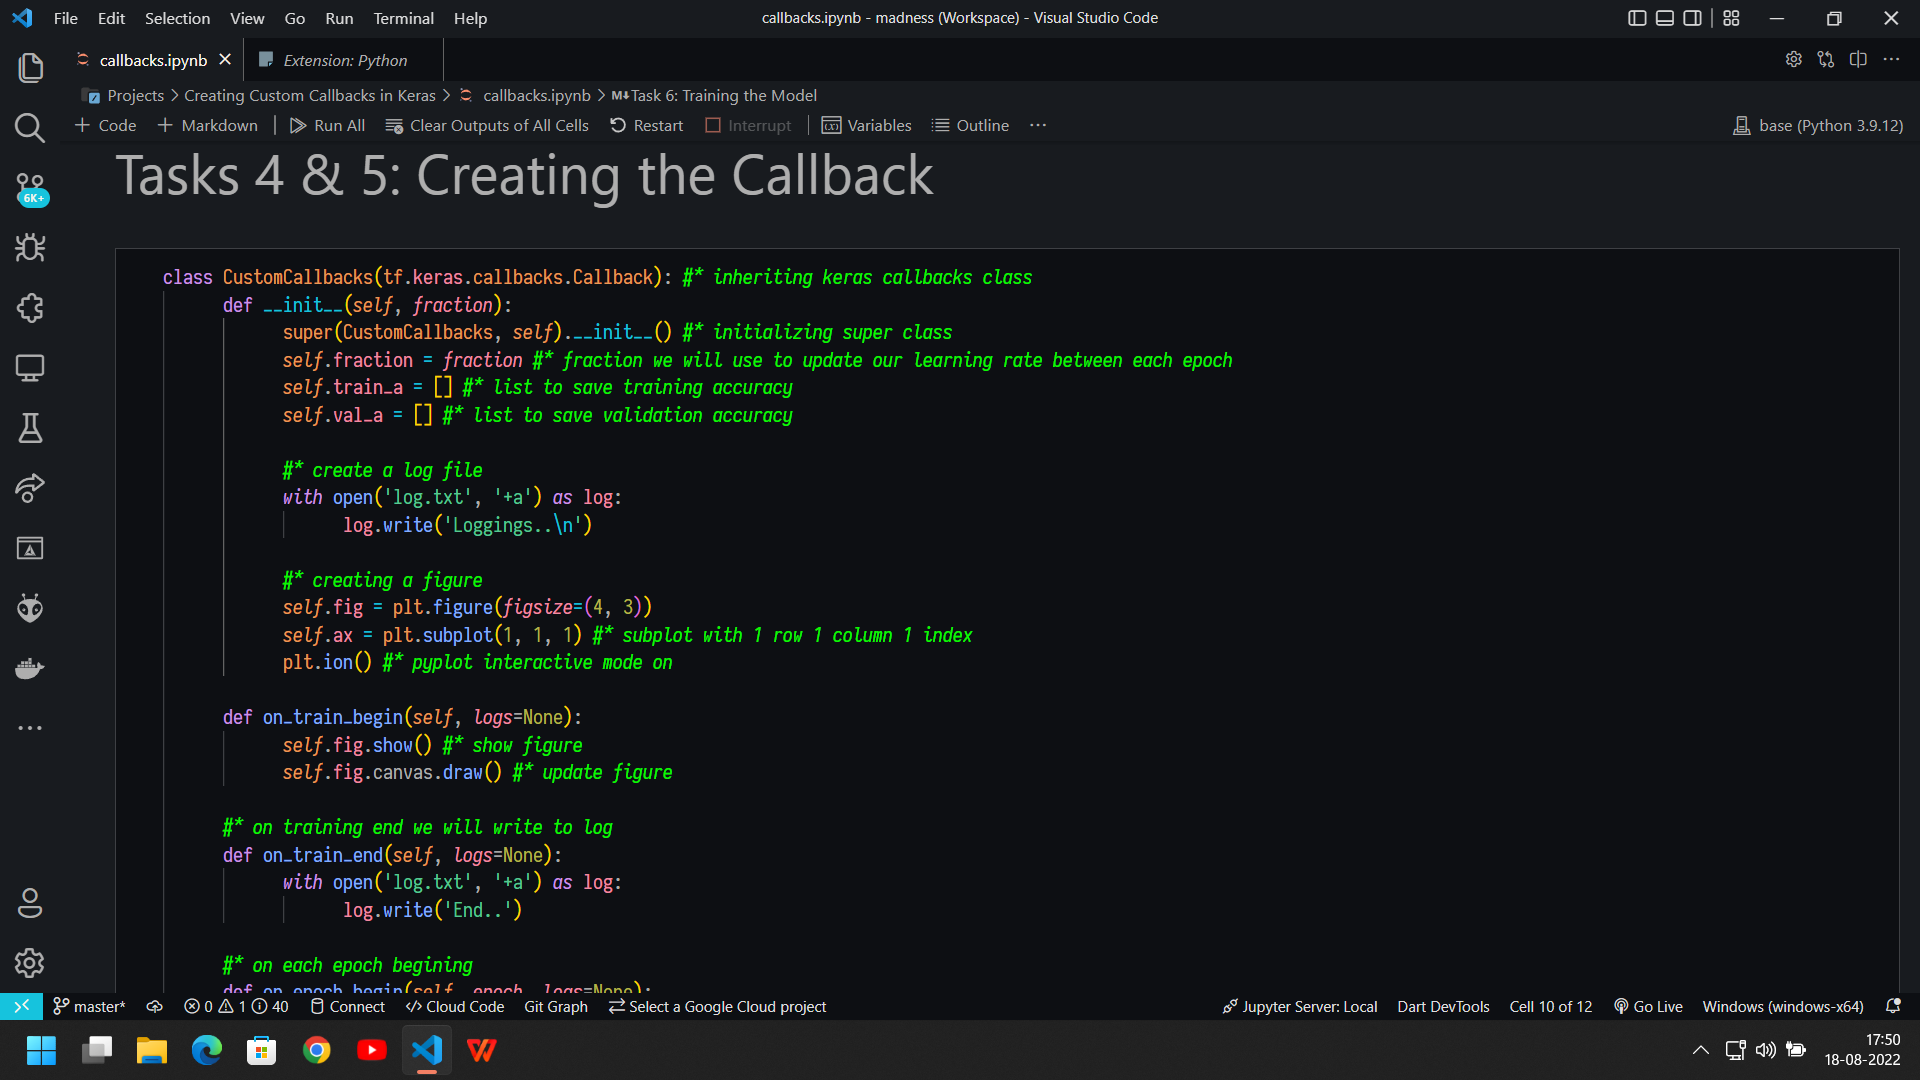 File Edit Selection View Go Run Terminal Help
callbacks.ipynb - madness (Workspace) - Visual Studio Code
callbacks.ipynb
Extension: Python
Projects > Creating Custom Callbacks in Keras > callbacks.ipynb > M↓Task 6: Training the Model
+ Code + Markdown Run All Clear Outputs of All Cells Restart Interrupt Variables Outline ...
base (Python 3.9.12)
6K+
Tasks 4 & 5: Creating the Callback
class CustomCallbacks(tf.keras.callbacks.Callback): #* inheriting keras callbacks class
def __init__(self, fraction):
super(CustomCallbacks, self).__init__() #* initializing super class
self.fraction = fraction #* fraction we will use to update our learning rate between each epoch
self.train_a = [] #* list to save training accuracy
self.val_a = [] #* list to save validation accuracy
#* create a log file
with open('log.txt', '+a') as log:
log.write('Loggings..\n')
#* creating a figure
self.fig = plt.figure(figsize=(4, 3))
self.ax = plt.subplot(1, 1, 1) #* subplot with 1 row 1 column 1 index
plt.ion() #* pyplot interactive mode on
def on_train_begin(self, logs=None):
self.fig.show() #* show figure
self.fig.canvas.draw() #* update figure
#* on training end we will write to log
def on_train_end(self, logs=None):
with open('log.txt', '+a') as log:
log.write('End..')
#* on each epoch begining
def on_epoch_begin(self, epoch, logs=None):
master* 0 1 40 Connect Cloud Code Git Graph Select a Google Cloud project
Jupyter Server: Local Dart DevTools Cell 10 of 12 Go Live Windows (windows-x64)
17:50
18-08-2022